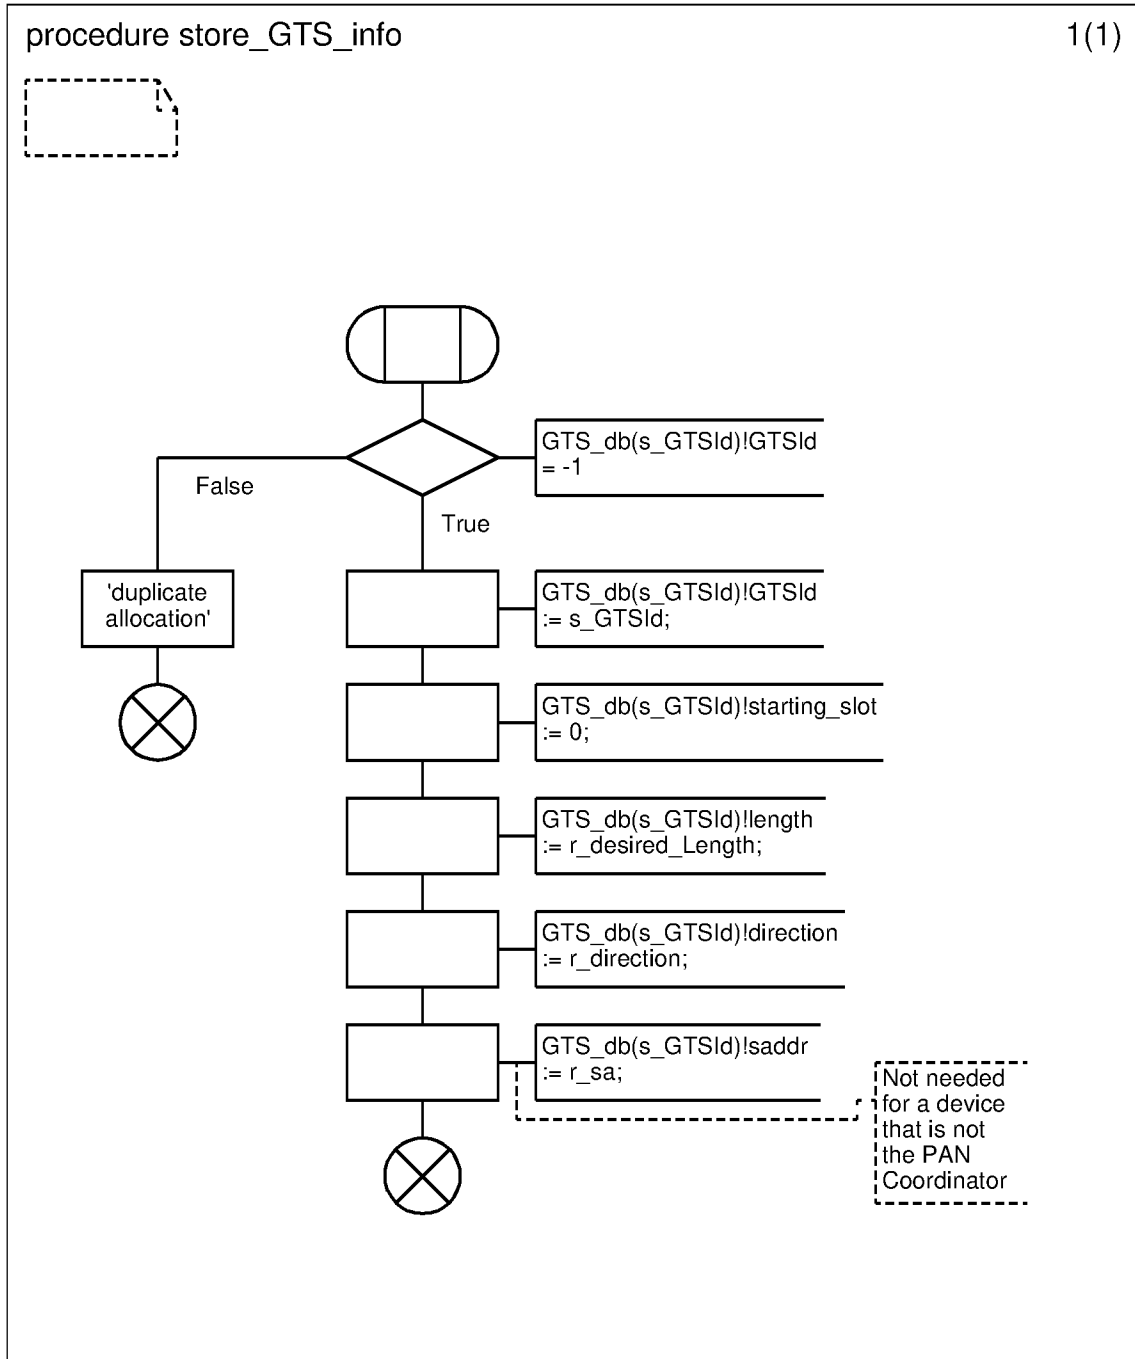 procedure store_GTS_info
1(1)
GTS_db(s_GTSId)!GTSId
= -1
False
True
'duplicate
allocation'
GTS_db(s_GTSId)!GTSId
:= s_GTSId;
GTS_db(s_GTSId)!starting_slot
:= 0;
GTS_db(s_GTSId)!length
:= r_desired_Length;
GTS_db(s_GTSId)!direction
:= r_direction;
GTS_db(s_GTSId)!saddr
:= r_sa;
Not needed
for a device
that is not
the PAN
Coordinator